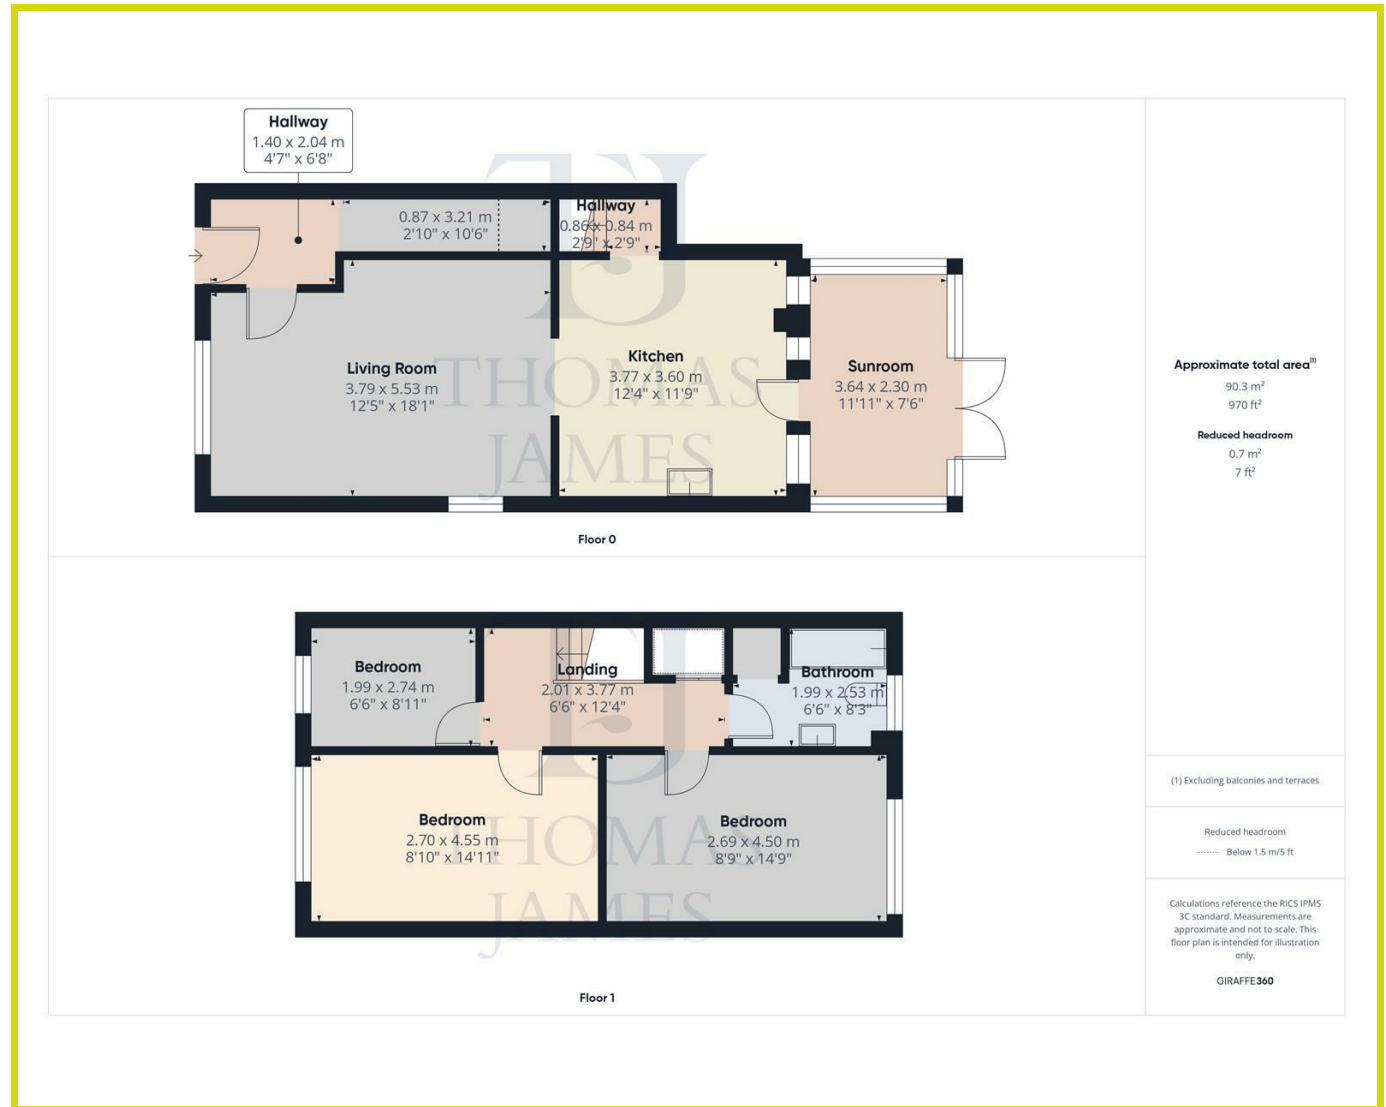 Hallway
1.40 x 2.04 m
4'7" x 6'8"
0.87 x 3.21 m
2'10" x 10'6"
Hallway
0.86 x 0.84 m
2'9" x 2'9"
Living Room
3.79 x 5.53 m
12'5" x 18'1"
Kitchen
3.77 x 3.60 m
12'4" x 11'9"
Sunroom
3.64 x 2.30 m
11'11" x 7'6"
TJ
THOMAS
JAMES
Floor 0
Bedroom
1.99 x 2.74 m
6'6" x 8'11"
Landing
2.01 x 3.77 m
6'6" x 12'4"
Bathroom
1.99 x 2.53 m
6'6" x 8'3"
Bedroom
2.70 x 4.55 m
8'10" x 14'11"
Bedroom
2.69 x 4.50 m
8'9" x 14'9"
TJ
THOMAS
JAMES
Floor 1
Approximate total area(1)
90.3 m²
970 ft²
Reduced headroom
0.7 m²
7 ft²
(1) Excluding balconies and terraces
Reduced headroom
Below 1.5 m/5 ft
Calculations reference the RICS IPMS
3C standard. Measurements are
approximate and not to scale. This
floor plan is intended for illustration
only.
GIRAFFE360